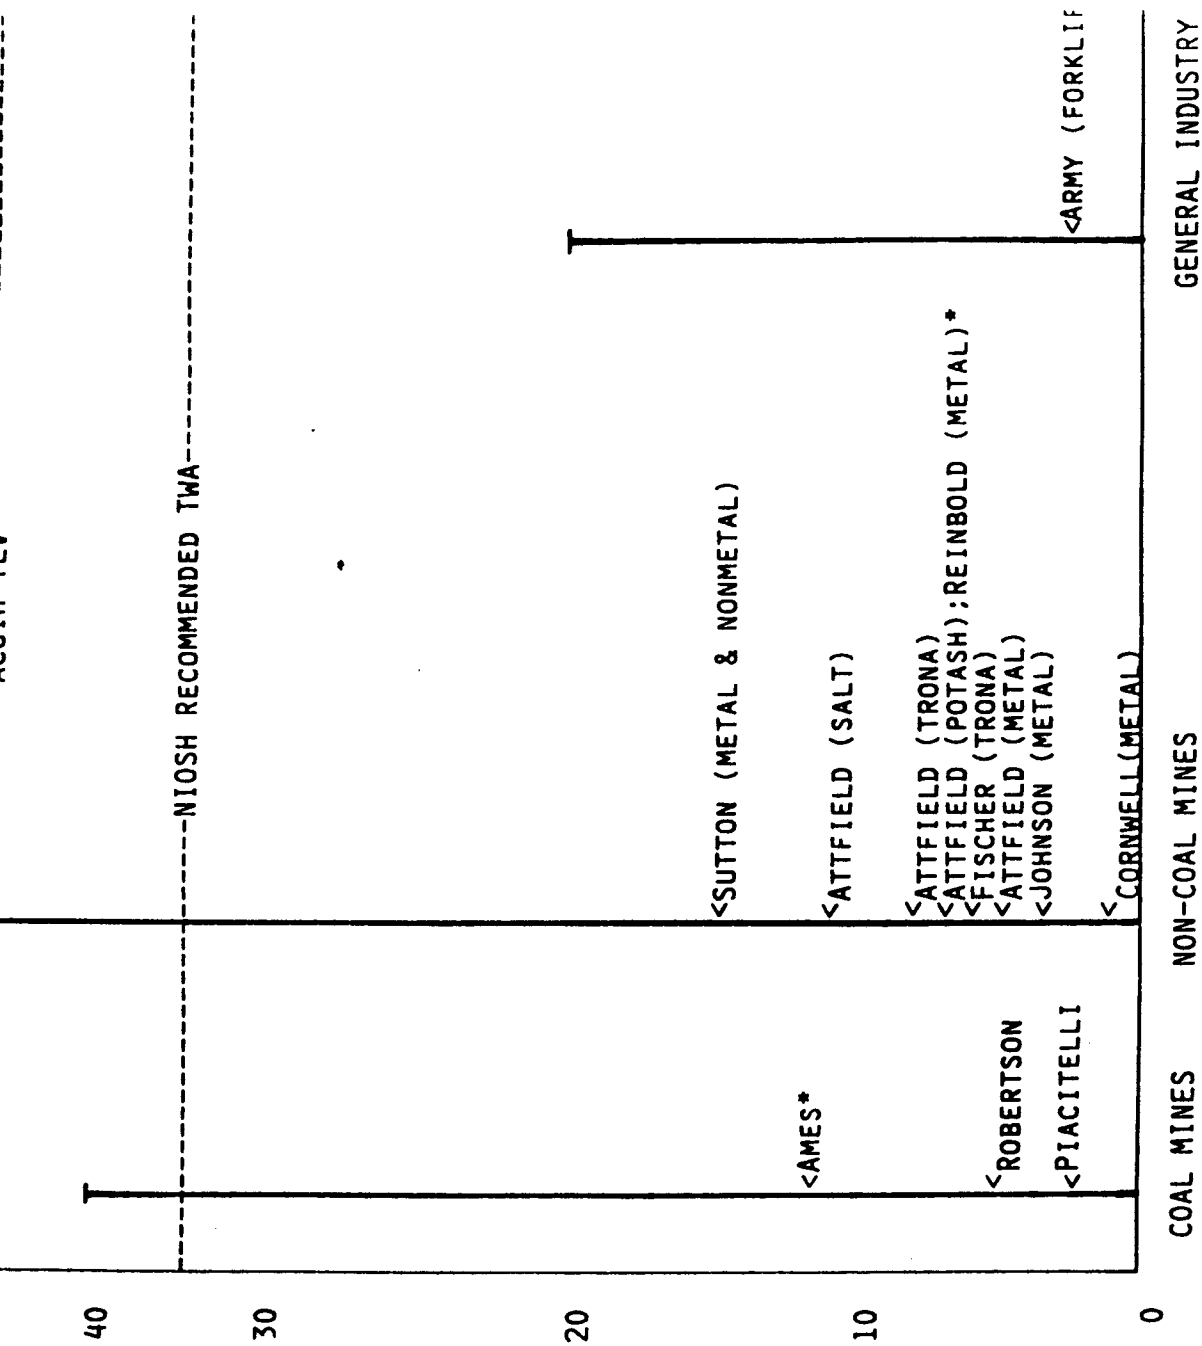 NIOSH RECOMMENDED TWA
40
30
20
10
0
<SUTTON (METAL & NONMETAL)
<ATTFIELD (SALT)
<ATTFIELD (TRONA)
<ATTFIELD (POTASH);REINBOLD (METAL)*
<FISCHER (TRONA)
<ATTFIELD (METAL)
<JOHNSON (METAL)
<CORNWELL(METAL)
<AMES*
<ROBERTSON
<PIACITELLI
<ARMY (FORKLIF
COAL MINES
NON-COAL MINES
GENERAL INDUSTRY